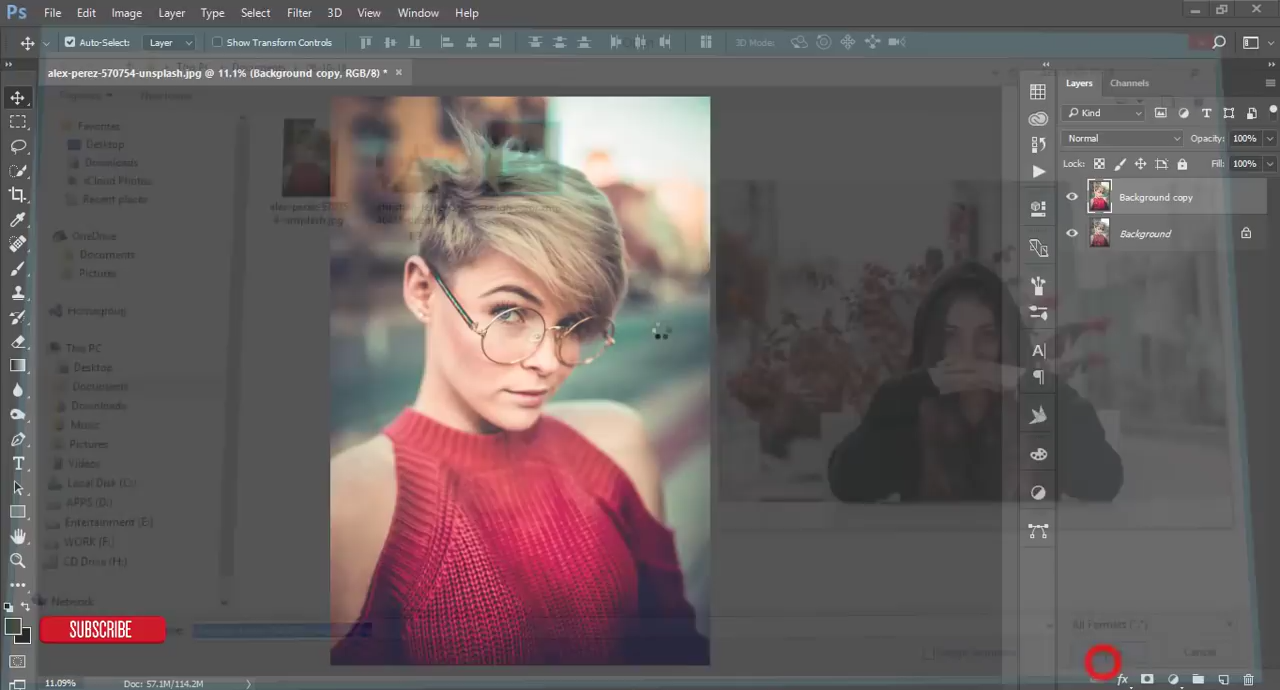 Ps File Edit Image Layer Type Select Filter 3D View Window Help
Auto-Select: Layer Show Transform Controls 3D Mode:
alex-perez-570754-unsplash.jpg @ 11.1% (Background copy, RGB/8) * ×
Layers Channels
Kind
Normal Opacity: 100%
Lock: Fill: 100%
Background copy
Background
Favorites
Desktop
Downloads
iCloud Photos
Recent places
OneDrive
Documents
Pictures
Homegroup
This PC
Desktop
Documents
Downloads
Music
Pictures
Videos
Local Disk (C:)
APPS (D:)
Entertainment (E:)
WORK (F:)
CD Drive (H:)
Network
SUBSCRIBE
All Formats (*.*)
Cancel
11.09% Doc: 57.1M/114.2M
fx